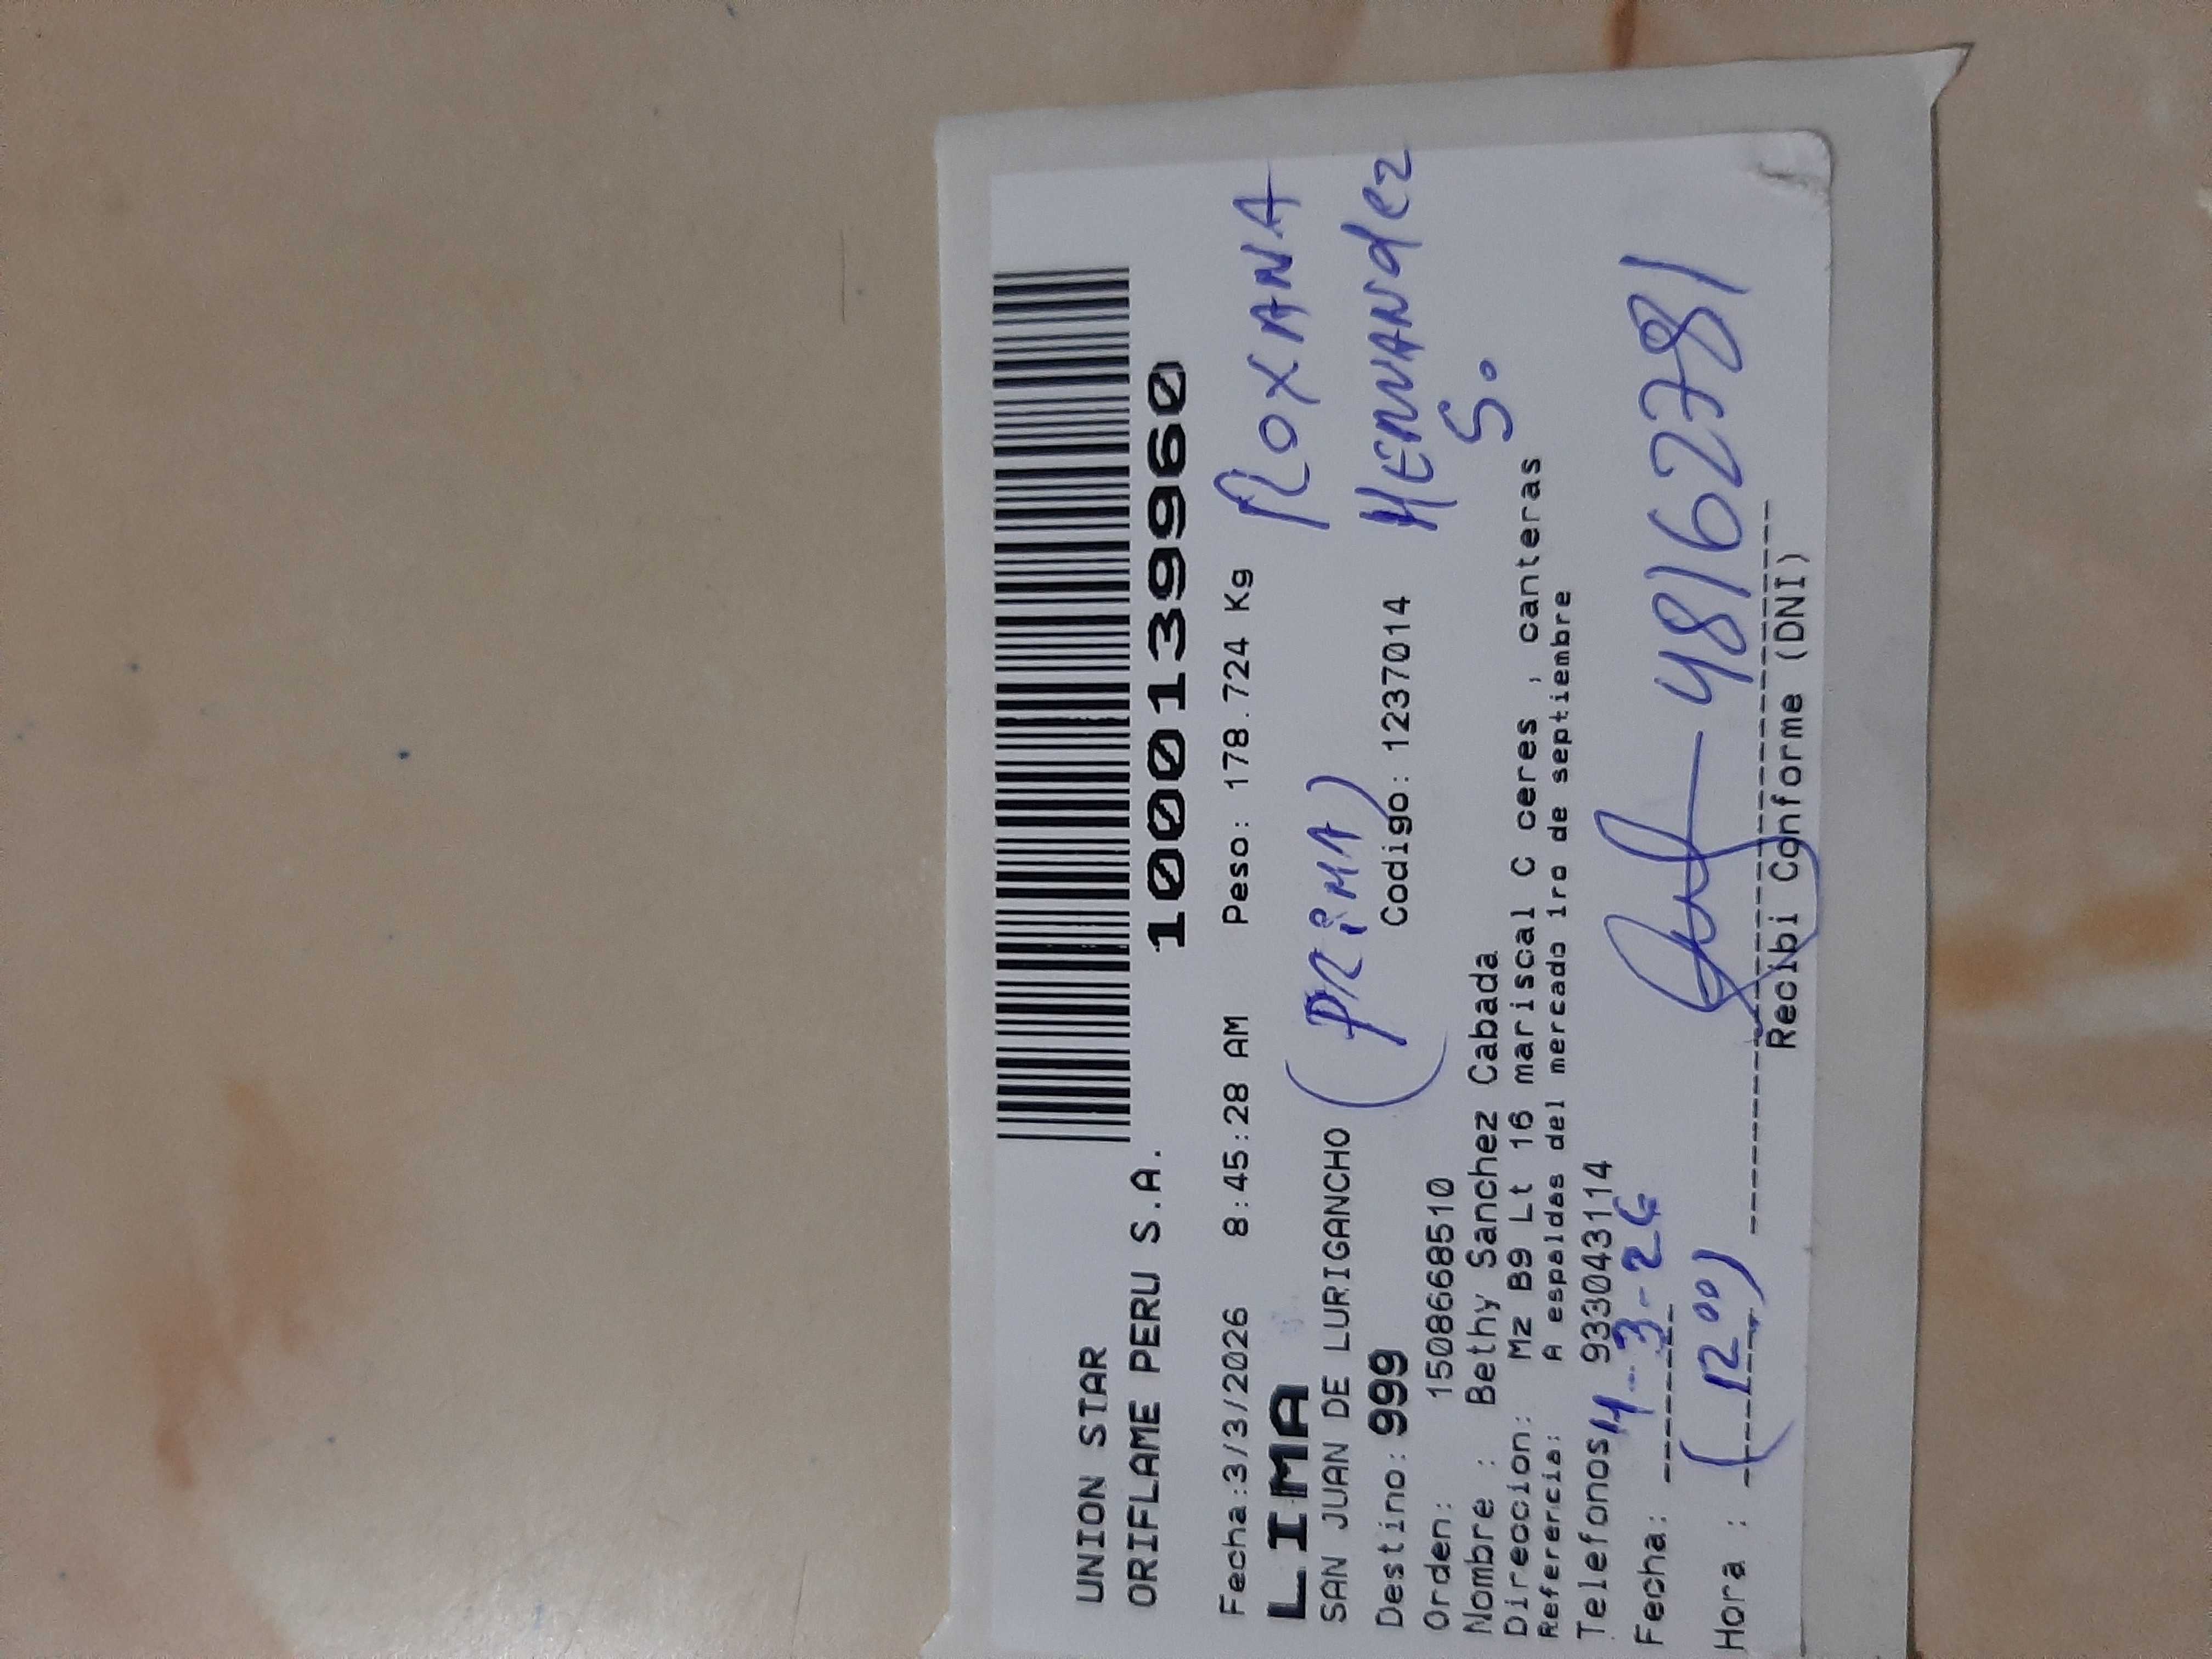 UNION STAR
ORIFLAME PERU S.A.
1000139960
Fecha:3/3/2026 8:45:28 AM Peso: 178.724 Kg
ROXANA
LIMA
SAN JUAN DE LURIGANCHO
(PRiMA)
HERNANdez
S.
Destino: 999 Codigo: 1237014
Orden: 1508668510
Nombre : Bethy Sanchez Cabada
Direccion: Mz B9 Lt 16 mariscal C ceres , canteras
Referencia: A espaldas del mercado 1ro de septiembre
Telefonos 933043114
Fecha: 4-3-26
48162781
Hora : (12 00)
Recibi Conforme (DNI)